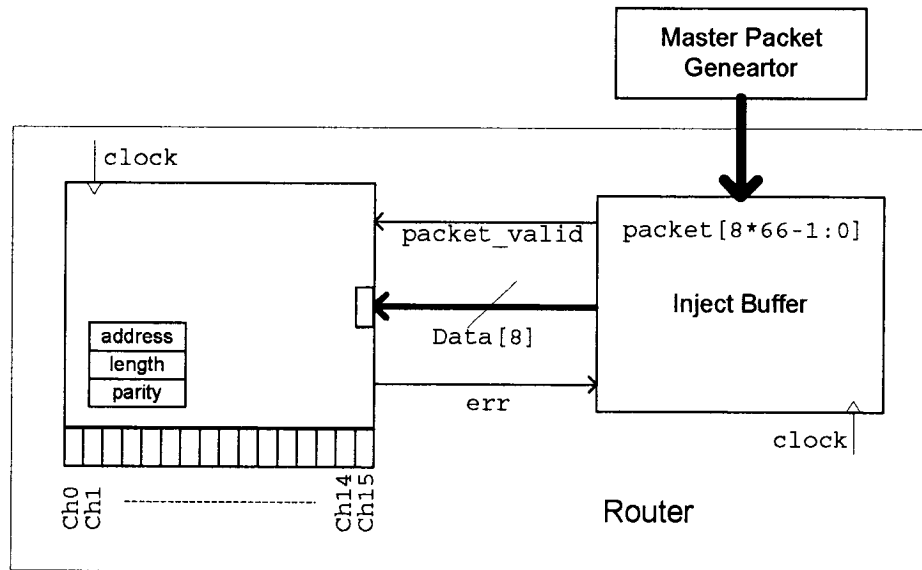 Master Packet
Geneartor
clock
packet_valid
packet[8*66-1:0]
Inject Buffer
Data[8]
address
length
parity
err
clock
Ch0
Ch1
Ch14
Ch15
Router